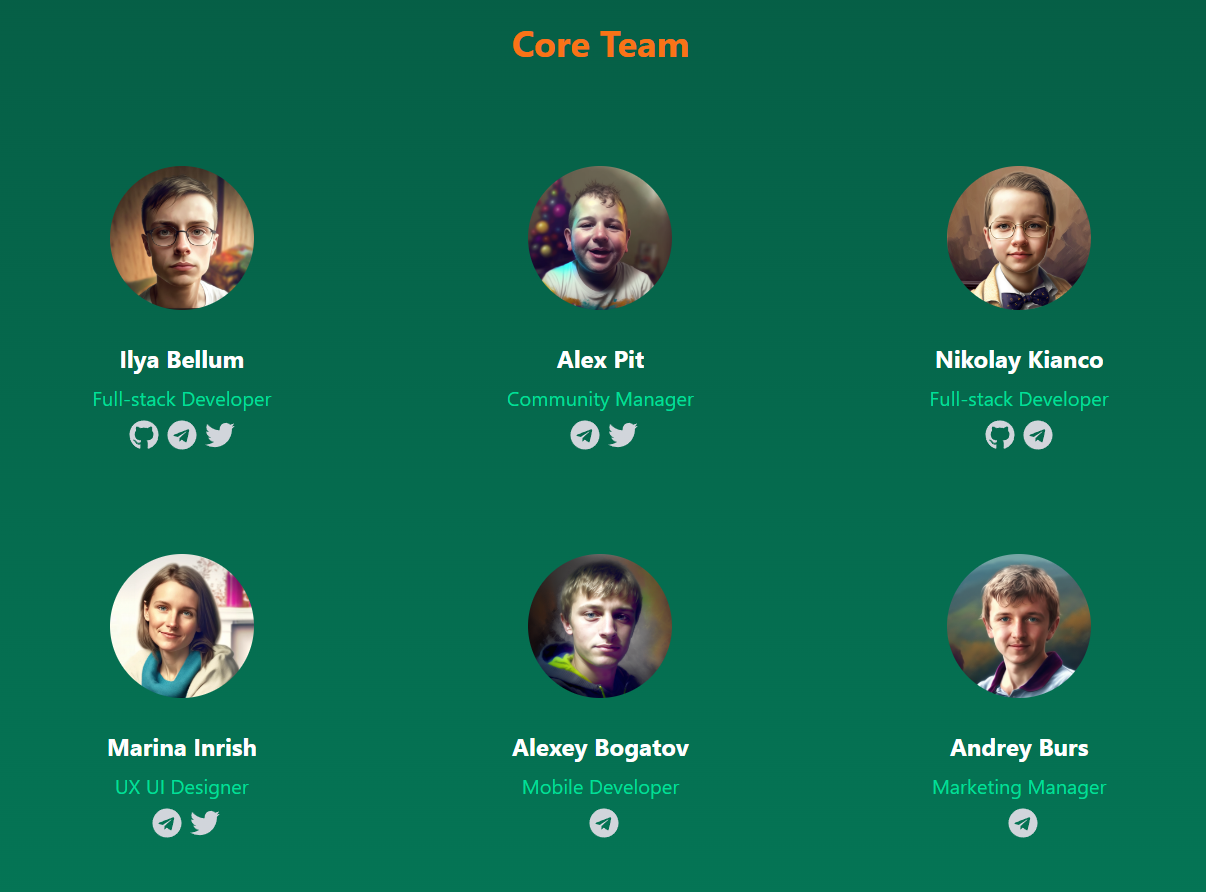 Core Team
Ilya Bellum
Full-stack Developer
Alex Pit
Community Manager
Nikolay Kianco
Full-stack Developer
Marina Inrish
UX UI Designer
Alexey Bogatov
Mobile Developer
Andrey Burs
Marketing Manager